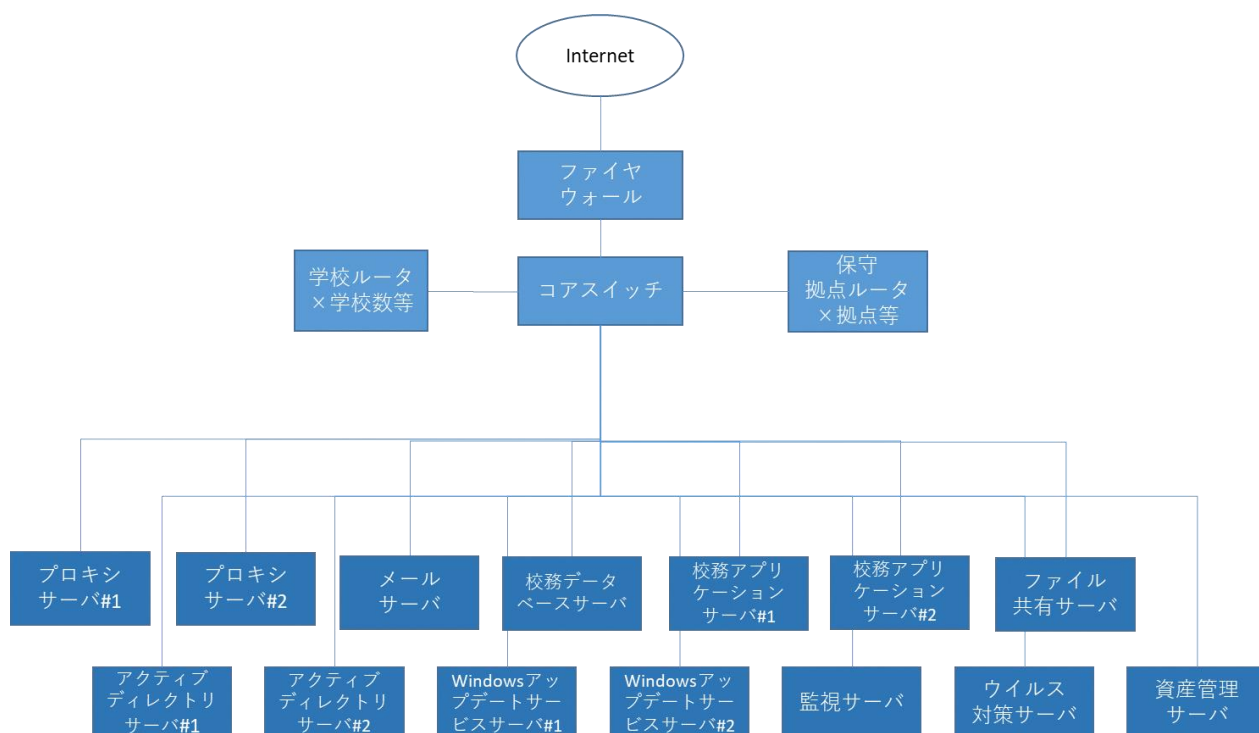 Internet
ファイヤ
ウォール
学校ルータ
×学校数等
コアスイッチ
保守
拠点ルータ
×拠点等
プロキシ
サーバ#1
プロキシ
サーバ#2
メール
サーバ
校務データ
ベースサーバ
校務アプリ
ケーション
サーバ#1
校務アプリ
ケーション
サーバ#2
ファイル
共有サーバ
アクティブ
ディレクトリ
サーバ#1
アクティブ
ディレクトリ
サーバ#2
Windowsアッ
プデートサー
ビスサーバ#1
Windowsアッ
プデートサー
ビスサーバ#2
監視サーバ
ウイルス
対策サーバ
資産管理
サーバ